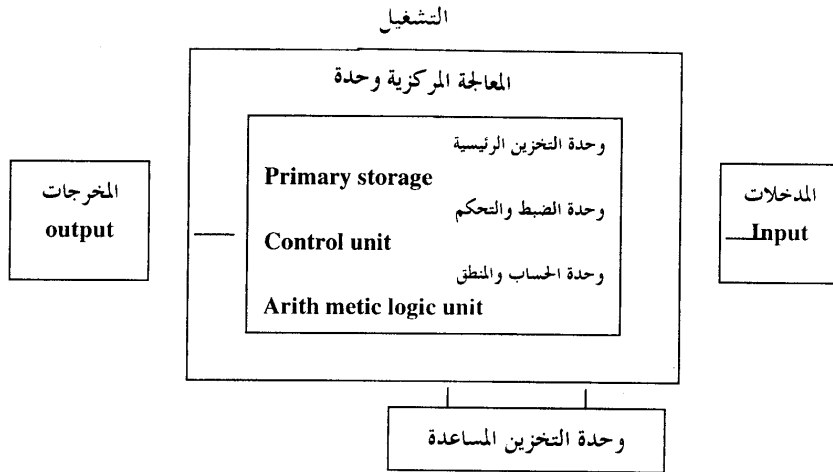 التشغيل
المعالجة المركزية وحدة
وحدة التخزين الرئيسية
Primary storage
وحدة الضبط والتحكم
Control unit
وحدة الحساب والمنطق
Arith metic logic unit
المدخلات
Input
المخرجات
output
وحدة التخزين المساعدة